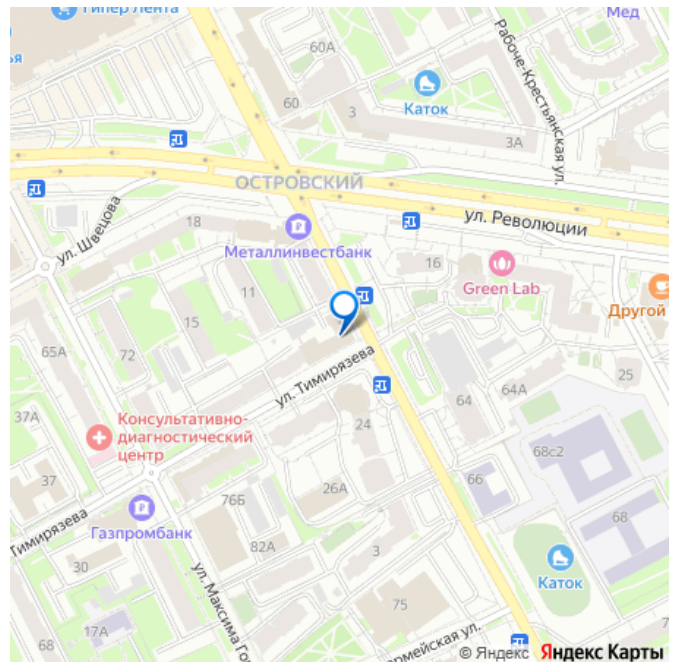 Гипер Лента
Мед
60А
60
3
Каток
3А
Рабоче-Крестьянская ул.
ОСТРОВСКИЙ
ул. Революции
ул. Швецова
18
Металлинвестбанк
16
Green Lab
Другой
11
15
65А
72
ул. Тимирязева
25
64
64А
37А
Консультативно-
диагностический
центр
24
68с2
37
76Б
26А
66
68
Тимирязева
Газпромбанк
82А
3
Каток
30
ул. Максима Го
75
17А
68
© Яндекс Яндекс Карты